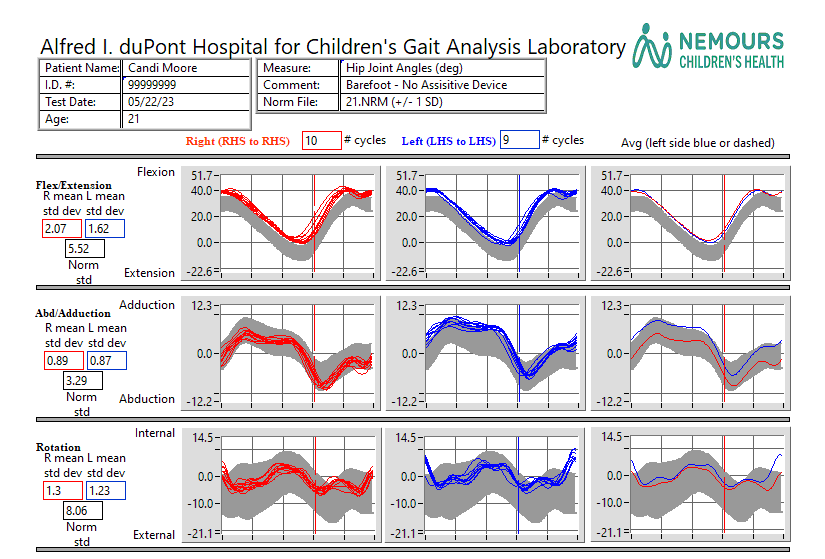 Alfred I. duPont Hospital for Children's Gait Analysis Laboratory
NEMOURS
CHILDREN'S HEALTH
Patient Name: Candi Moore
I.D. #: 99999999
Test Date: 05/22/23
Age: 21
Measure: Hip Joint Angles (deg)
Comment: Barefoot - No Assisitive Device
Norm File: 21.NRM (+/- 1 SD)
Right (RHS to RHS) 10 # cycles Left (LHS to LHS) 9 # cycles Avg (left side blue or dashed)
Flex/Extension
R mean L mean
std dev std dev
2.07 1.62
5.52
Norm
std
Flexion
Extension
51.7
40.0
20.0
0.0
-22.6
51.7
40.0
20.0
0.0
-22.6
51.7
40.0
20.0
0.0
-22.6
Abd/Adduction
R mean L mean
std dev std dev
0.89 0.87
3.29
Norm
std
Adduction
Abduction
12.3
0.0
-12.2
12.3
0.0
-12.2
12.3
0.0
-12.2
Rotation
R mean L mean
std dev std dev
1.3 1.23
8.06
Norm
std
Internal
External
14.5
0.0
-10.0
-21.1
14.5
0.0
-10.0
-21.1
14.5
0.0
-10.0
-21.1